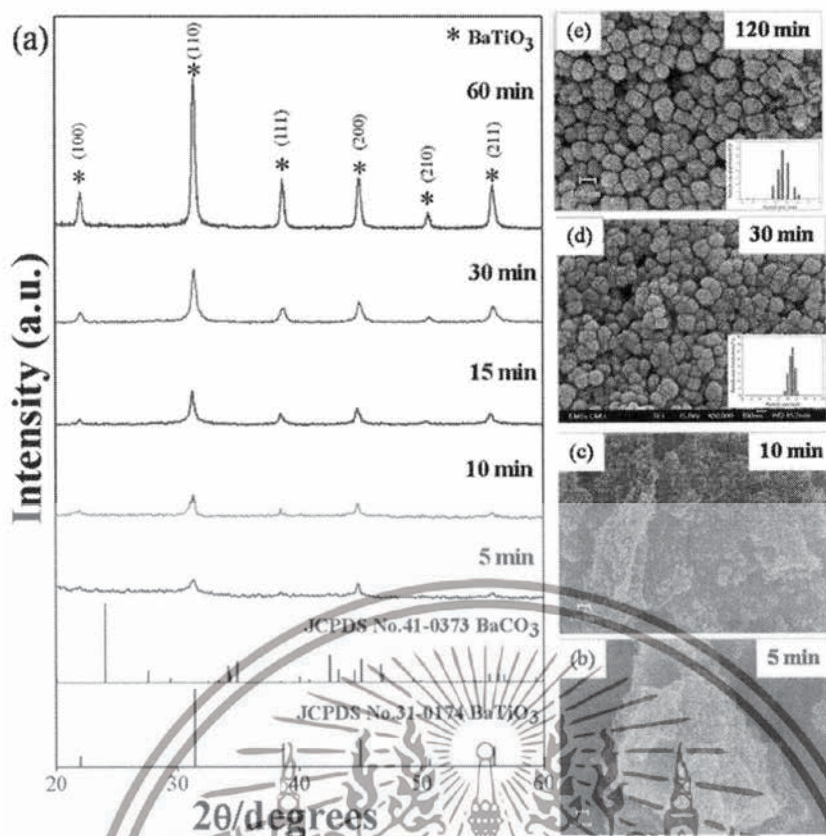 (a)
* BaTiO3
60 min
(100)
*
(110)
*
(111)
*
(200)
*
(210)
*
(211)
*
30 min
15 min
10 min
5 min
JCPDS No.41-0373 BaCO3
JCPDS No.31-0174 BaTiO3
Intensity (a.u.)
20 30 40 50 60
2θ/degrees
(e) 120 min
(d) 30 min
(c) 10 min
(b) 5 min